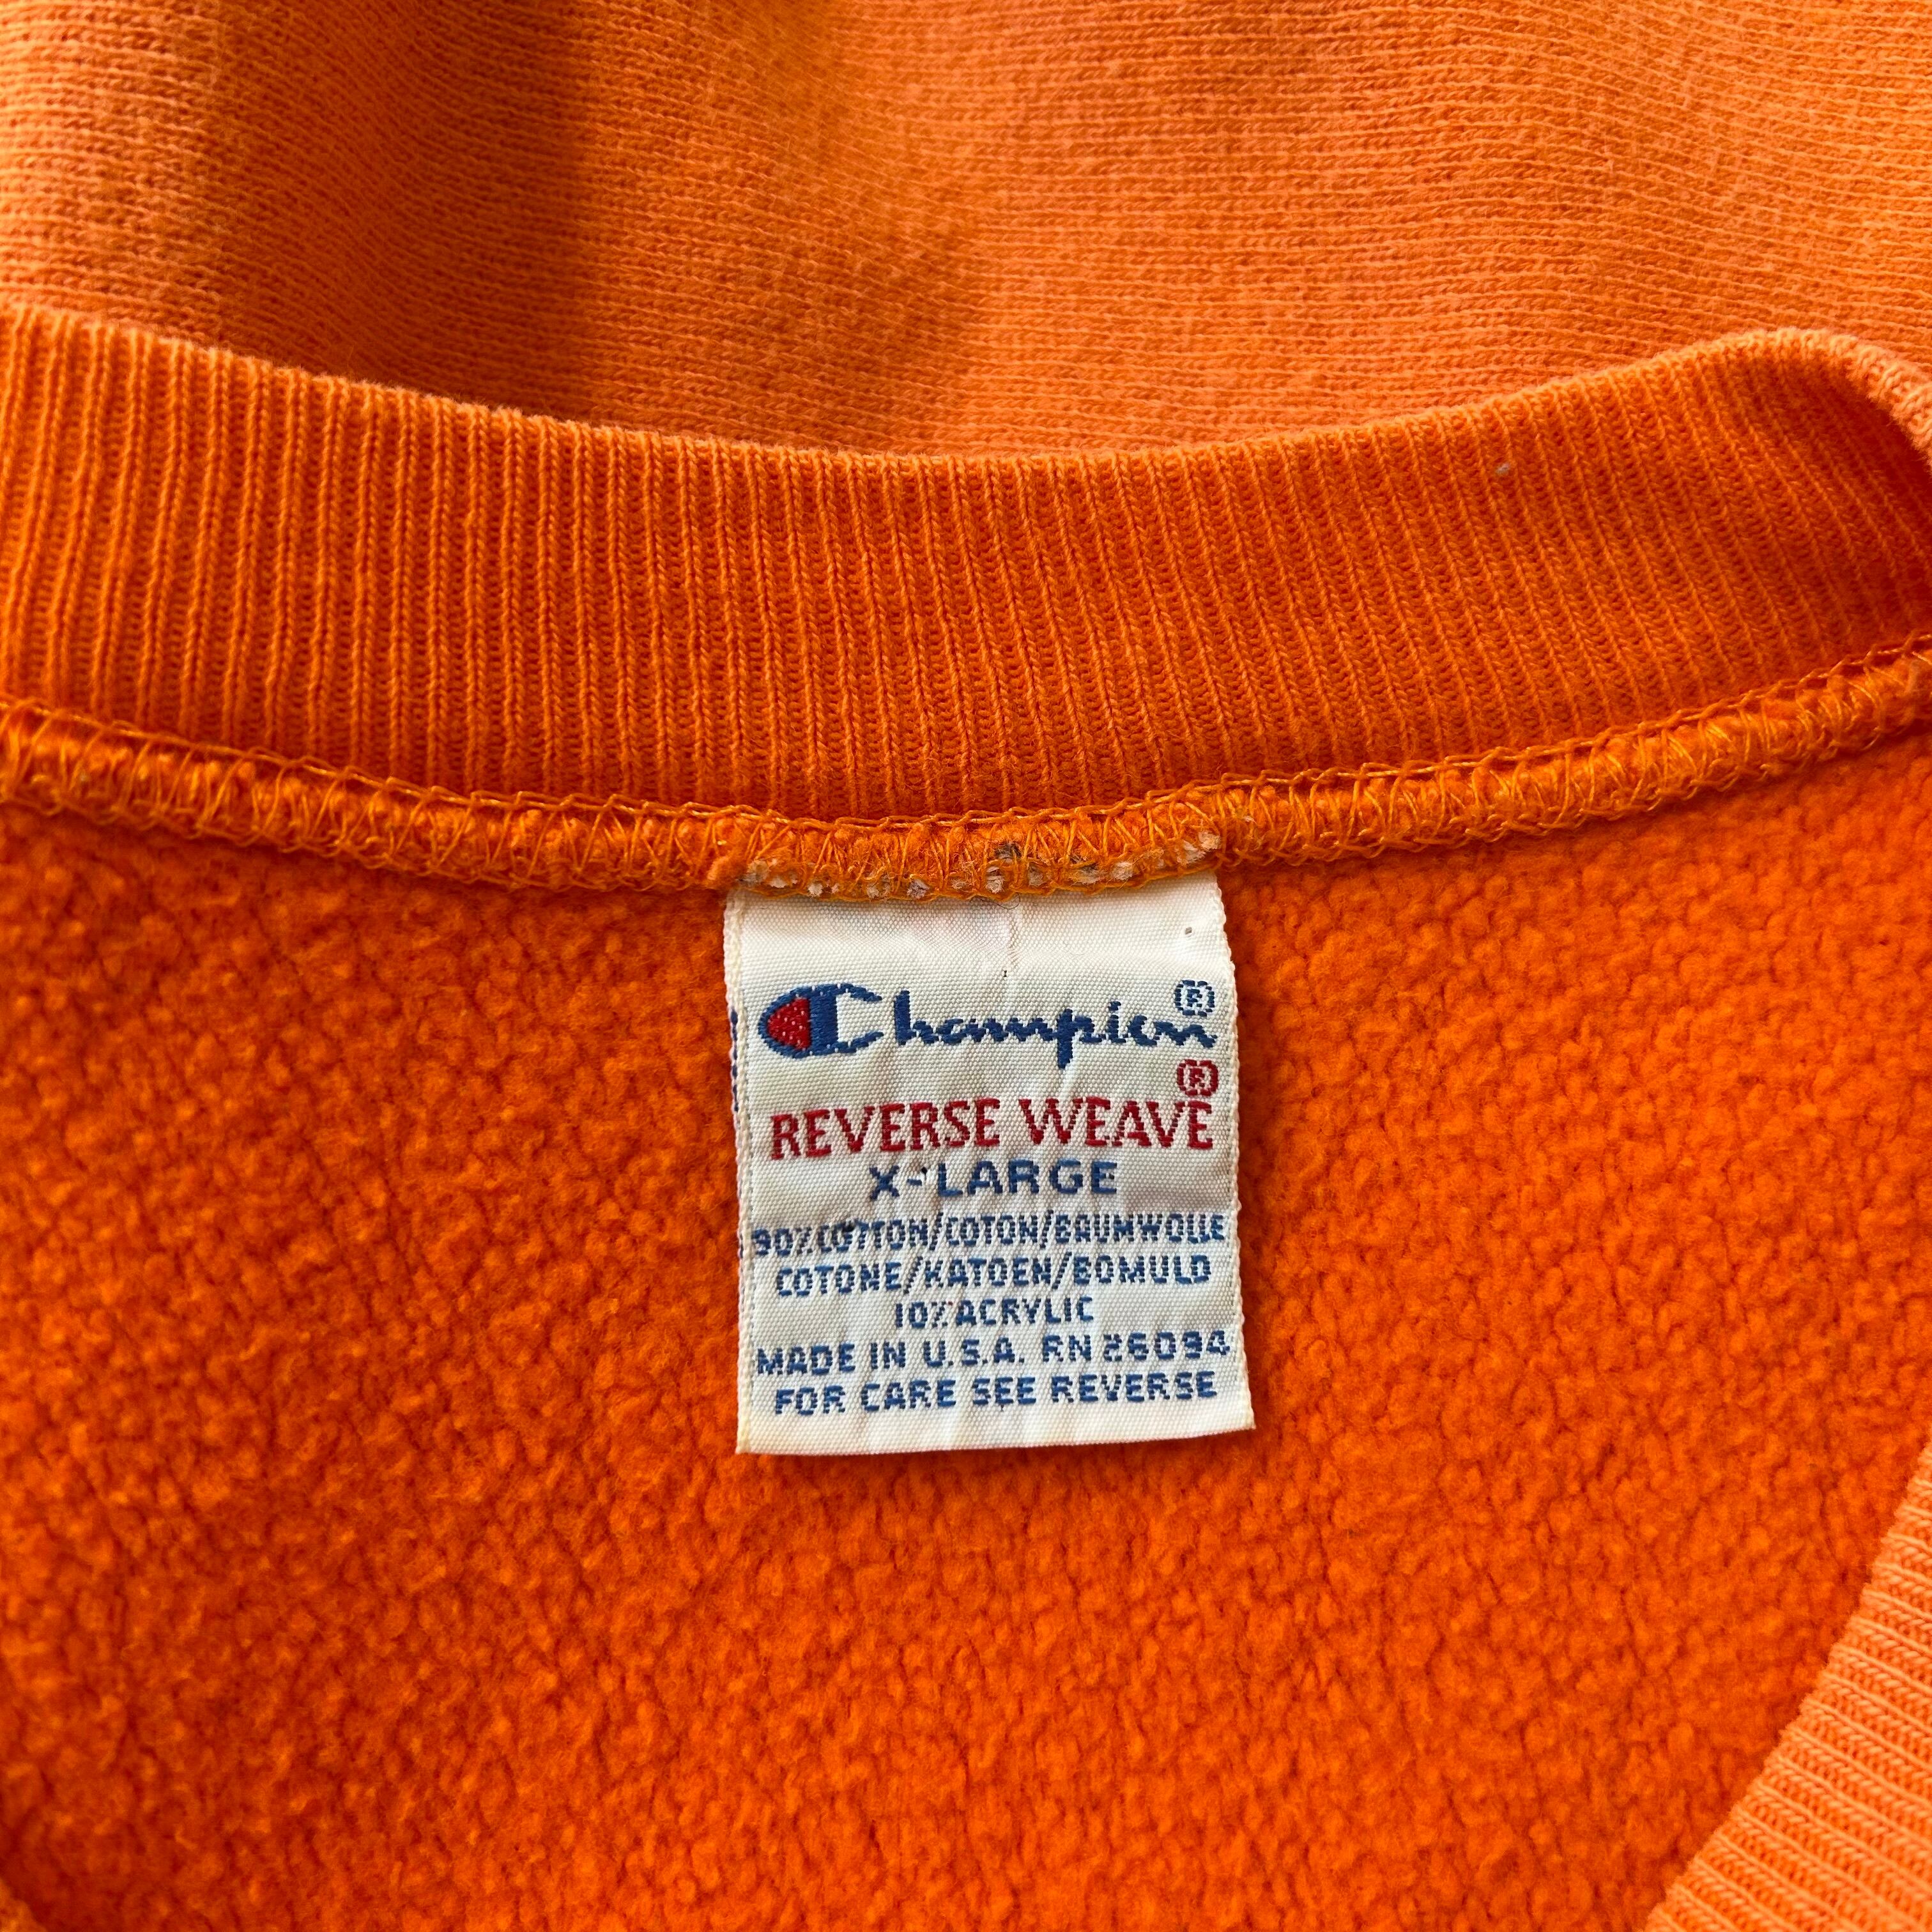 Champion®
®
REVERSE WEAVE
X-LARGE
90% COTTON/COTON/BAUMWOLLE
COTONE/KATOEN/BOMULD
10% ACRYLIC
MADE IN U.S.A. RN 26094
FOR CARE SEE REVERSE